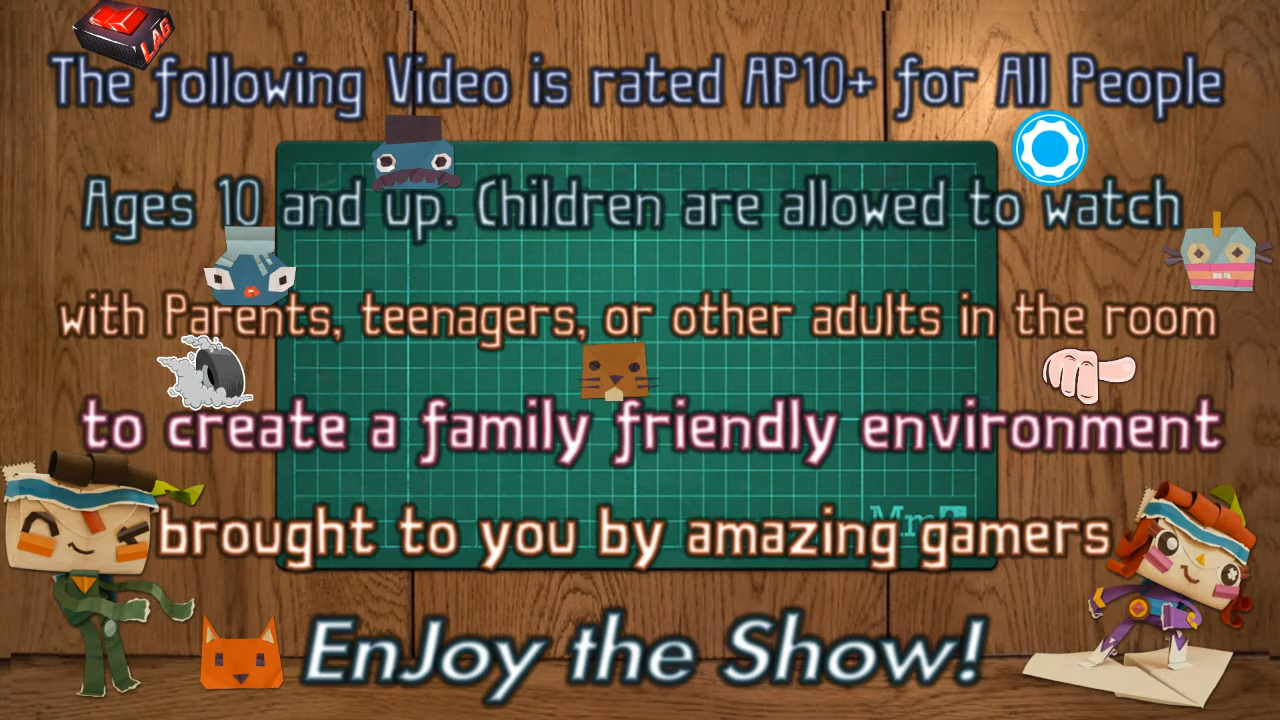 LAG
The following Video is rated AP10+ for All People
Ages 10 and up. Children are allowed to watch
with Parents, teenagers, or other adults in the room
to create a family friendly environment
brought to you by amazing gamers
EnJoy the Show!